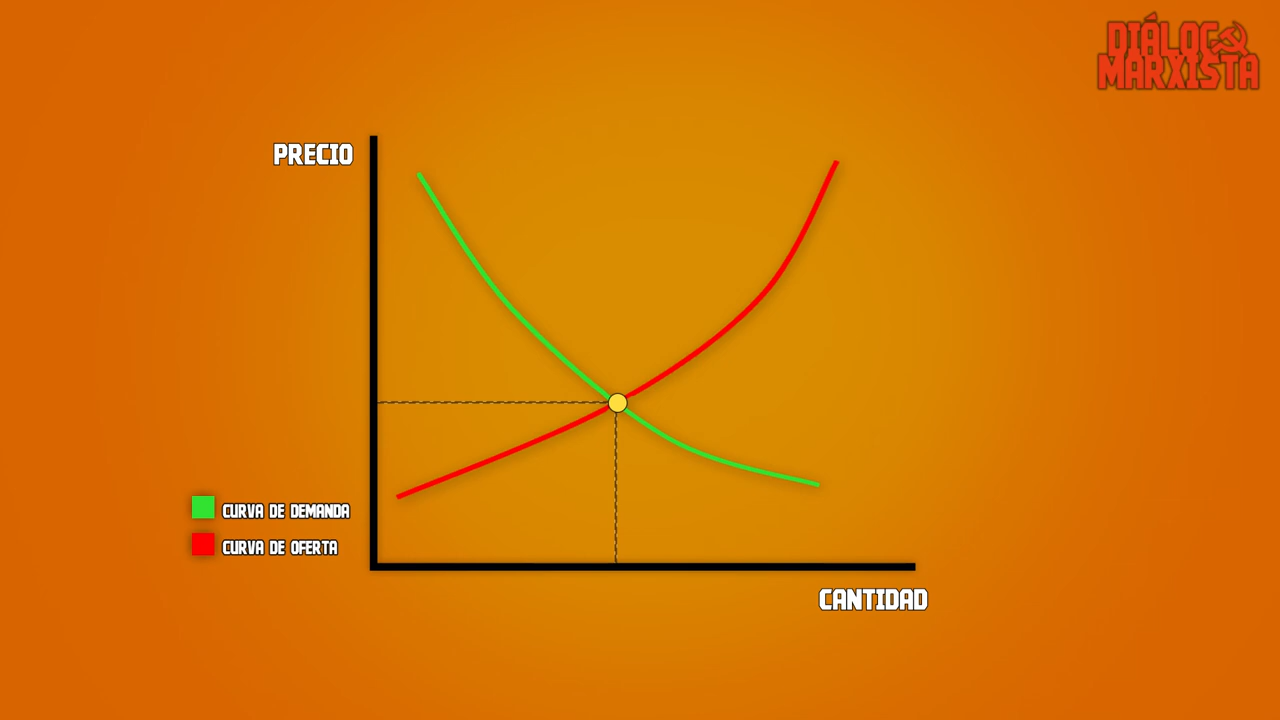 DIÁLOGO
MARXISTA
PRECIO
CURVA DE DEMANDA
CURVA DE OFERTA
CANTIDAD